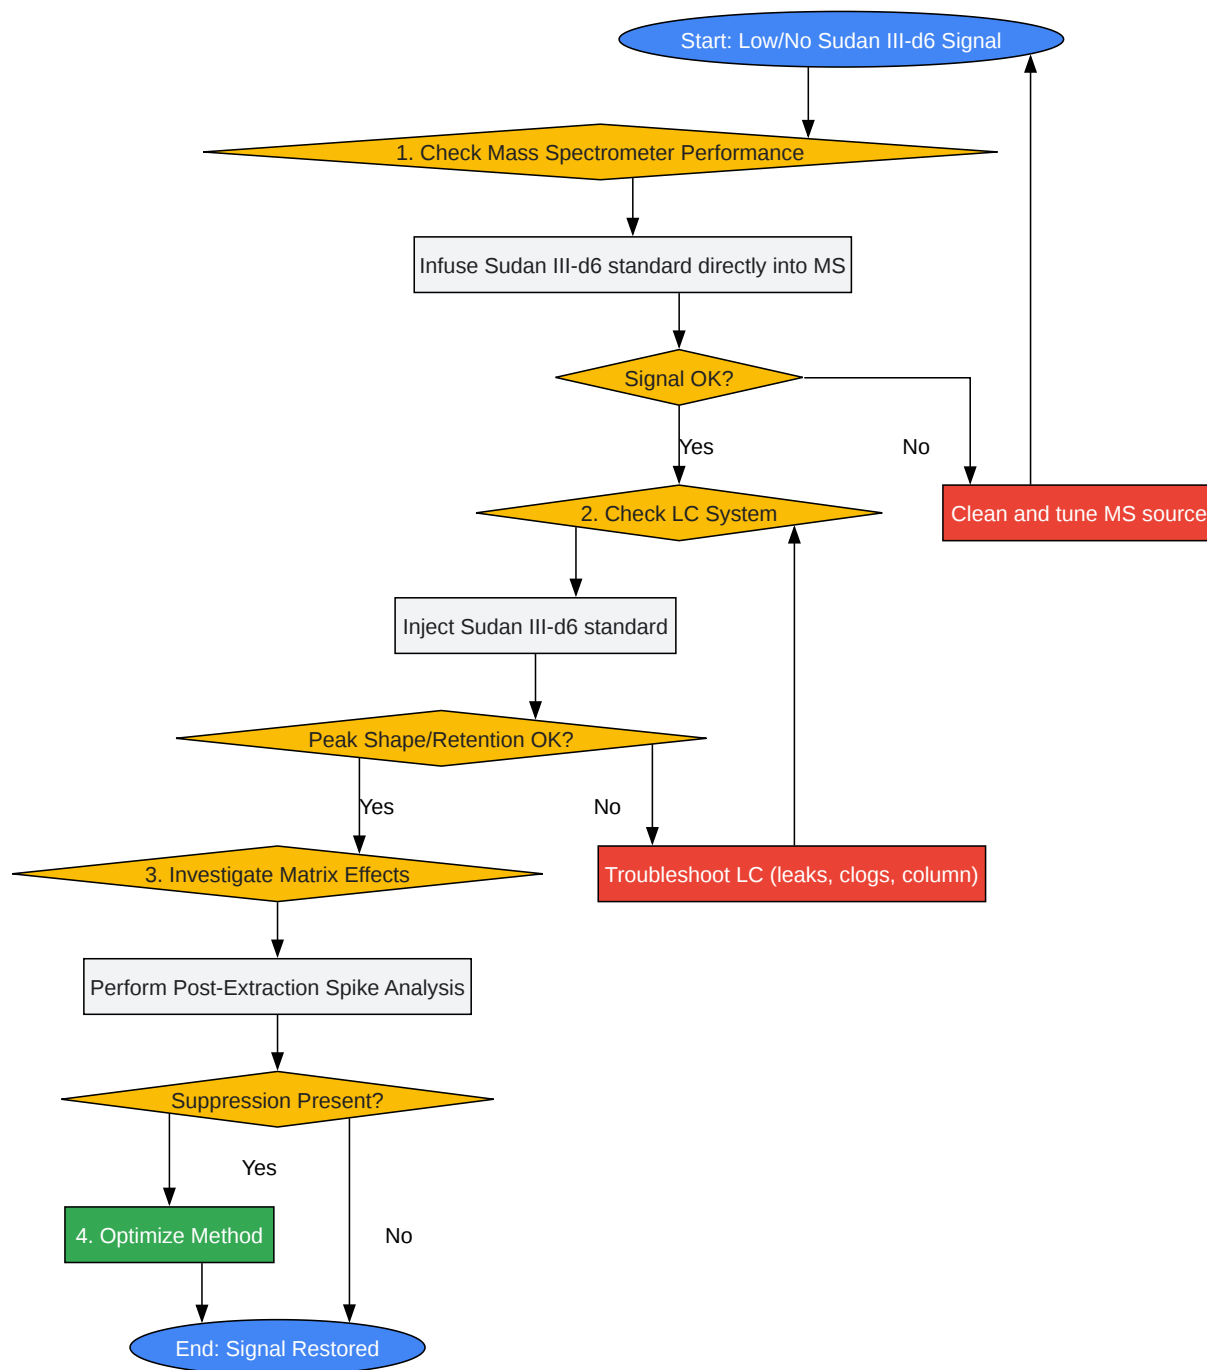 Start: Low/No Sudan III-d6 Signal
1. Check Mass Spectrometer Performance
Infuse Sudan III-d6 standard directly into MS
Signal OK?
Yes
No
2. Check LC System
Clean and tune MS source
Inject Sudan III-d6 standard
Peak Shape/Retention OK?
Yes
No
3. Investigate Matrix Effects
Troubleshoot LC (leaks, clogs, column)
Perform Post-Extraction Spike Analysis
Suppression Present?
Yes
4. Optimize Method
No
End: Signal Restored